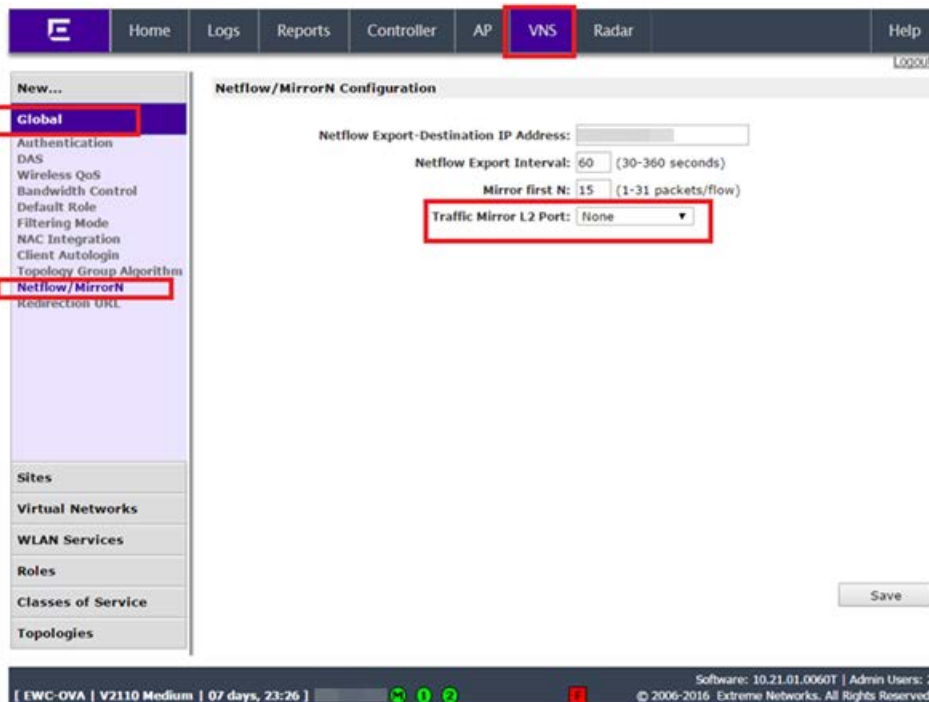 E Home Logs Reports Controller AP VNS Radar Help
Logout
New...
Global
Authentication
DAS
Wireless QoS
Bandwidth Control
Default Role
Filtering Mode
NAC Integration
Client Autologin
Topology Group Algorithm
Netflow/MirrorN
Redirection URL
Sites
Virtual Networks
WLAN Services
Roles
Classes of Service
Topologies
Netflow/MirrorN Configuration
Netflow Export-Destination IP Address:
Netflow Export Interval: 60 (30-360 seconds)
Mirror first N: 15 (1-31 packets/flow)
Traffic Mirror L2 Port: None
Save
[ EWC-OVA | V2110 Medium | 07 days, 23:26 ] M 1 2 F
Software: 10.21.01.0060T | Admin Users:
© 2006-2016 Extreme Networks. All Rights Reserved